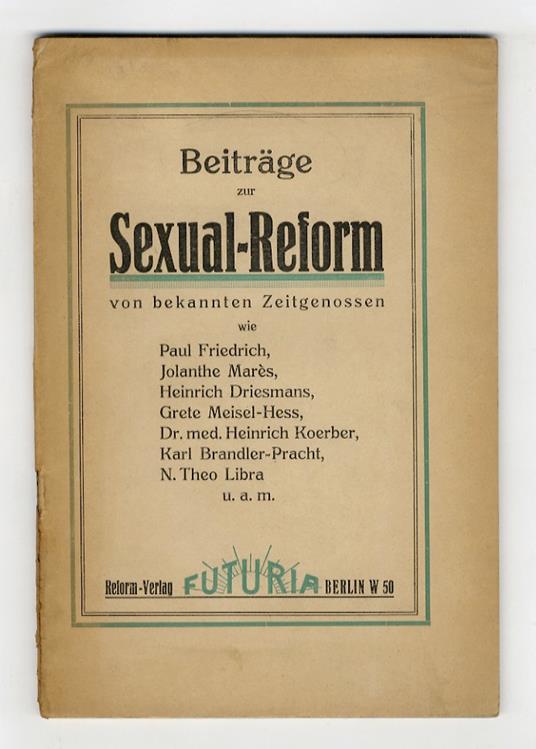 Beiträge
zur
Sexual-Reform
von bekannten Zeitgenossen
wie
Paul Friedrich,
Jolanthe Marès,
Heinrich Driesmans,
Grete Meisel-Hess,
Dr. med. Heinrich Koerber,
Karl Brandler-Pracht,
N. Theo Libra
u. a. m.
Reform-Verlag FUTURIA BERLIN W 50